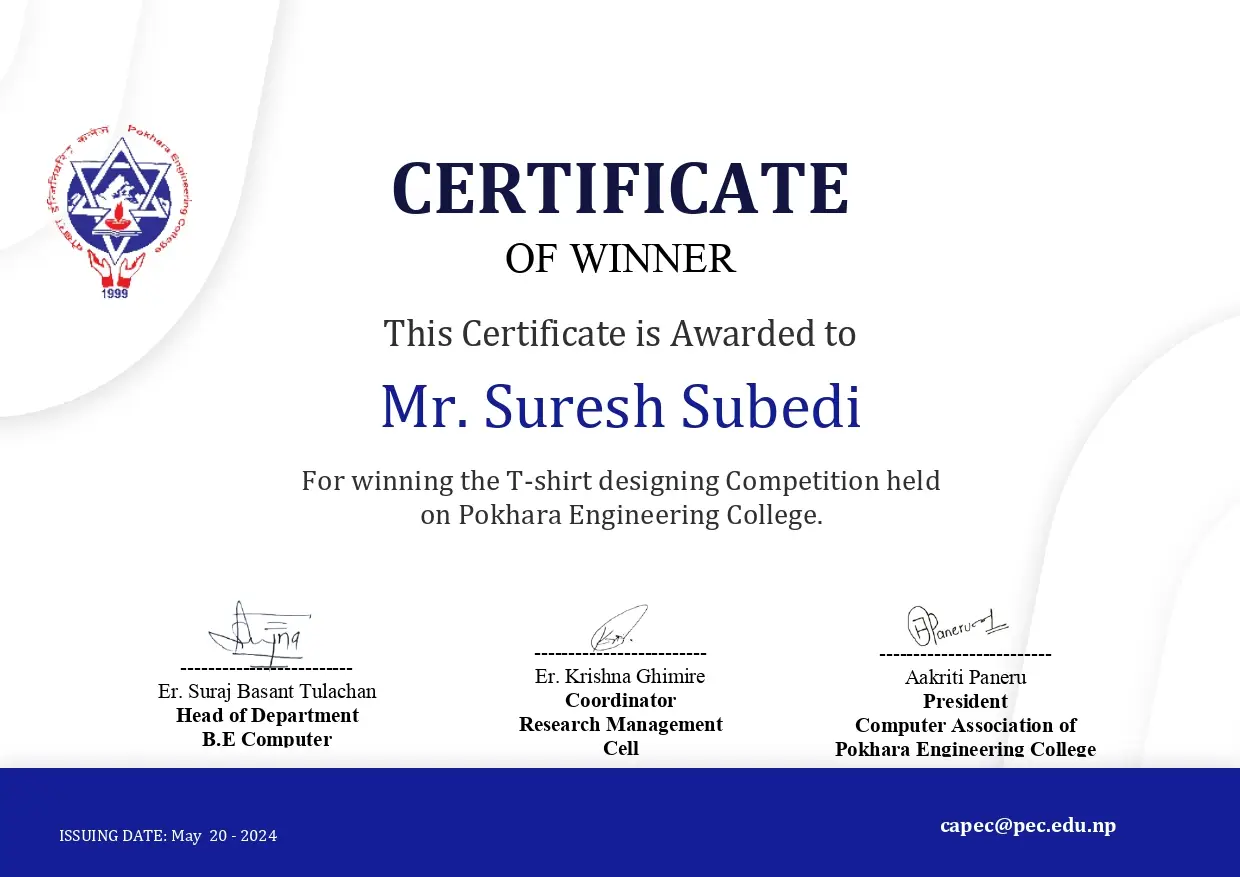 पोखरा इन्जिनियरिङ्ग कलेज Pokhara Engineering College
1999
CERTIFICATE
OF WINNER
This Certificate is Awarded to
Mr. Suresh Subedi
For winning the T-shirt designing Competition held
on Pokhara Engineering College.
Paneru
Er. Suraj Basant Tulachan
Head of Department
B.E Computer
Er. Krishna Ghimire
Coordinator
Research Management
Cell
Aakriti Paneru
President
Computer Association of
Pokhara Engineering College
ISSUING DATE: May 20 - 2024
capec@pec.edu.np